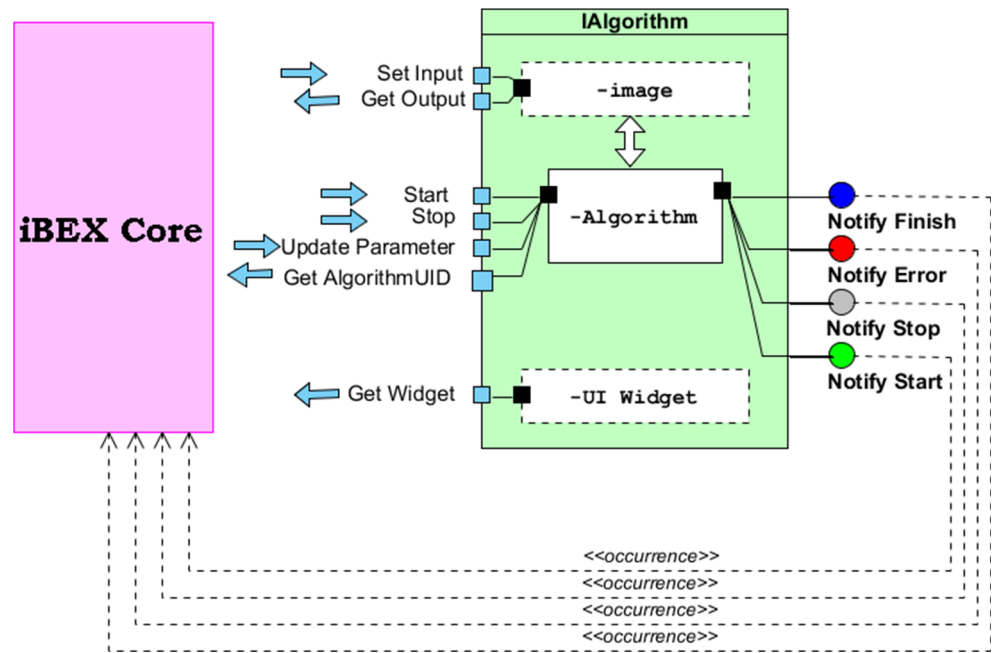 IAlgorithm
Set Input
Get Output
-image
Start
Stop
Update Parameter
Get AlgorithmUID
-Algorithm
iBEX Core
Notify Finish
Notify Error
Notify Stop
Notify Start
Get Widget
-UI Widget
<<occurrence>>
<<occurrence>>
<<occurrence>>
<<occurrence>>